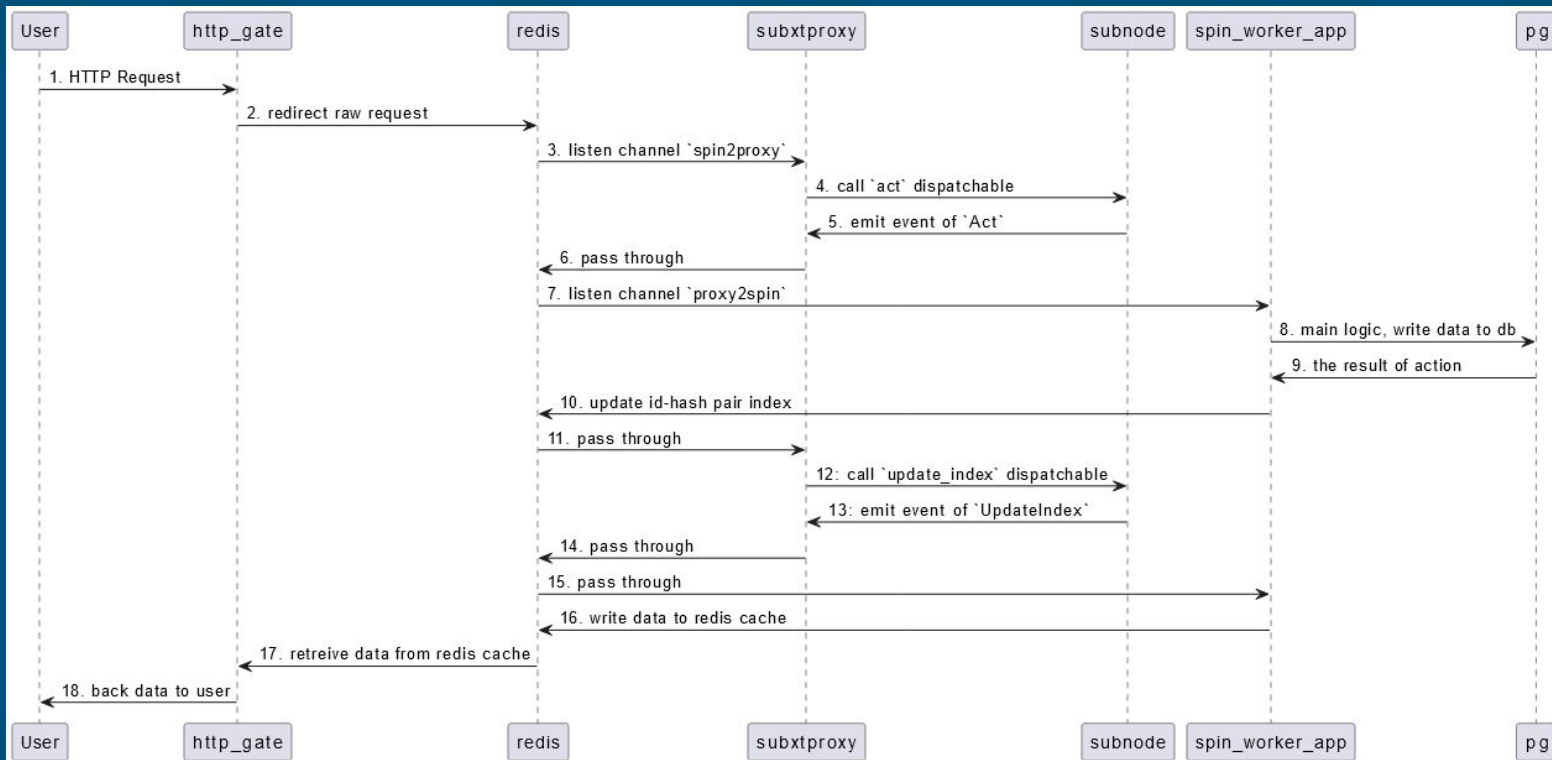 User http_gate redis subxtproxy subnode spin_worker_app pg
1. HTTP Request
2. redirect raw request
3. listen channel `spin2proxy`
4. call `act` dispatchable
5. emit event of `Act`
6. pass through
7. listen channel `proxy2spin`
8. main logic, write data to db
9. the result of action
10. update id-hash pair index
11. pass through
12: call `update_index` dispatchable
13: emit event of `UpdateIndex`
14. pass through
15. pass through
16. write data to redis cache
17. retreive data from redis cache
18. back data to user
User http_gate redis subxtproxy subnode spin_worker_app pg